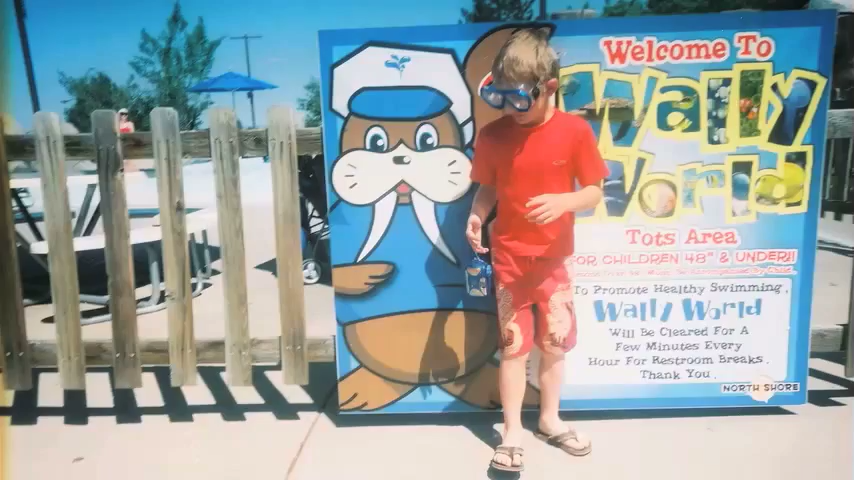 Welcome To
Wally
World
Tots Area
FOR CHILDREN 48" & UNDER!!
To Promote Healthy Swimming,
Wally World
Will Be Cleared For A
Few Minutes Every
Hour For Restroom Breaks.
Thank You.
NORTH SHORE